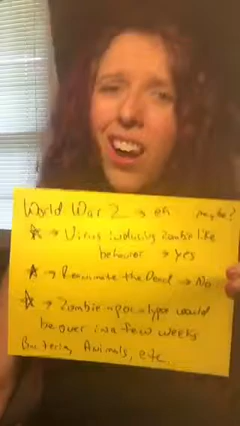 World War Z → eh maybe?
☆ → Virus inducing Zombie like
behavior → yes
☆ → Reanimate the Dead → No
☆ → Zombie apocalypse would
be over in a few weeks
Bacteria, Animals, etc...